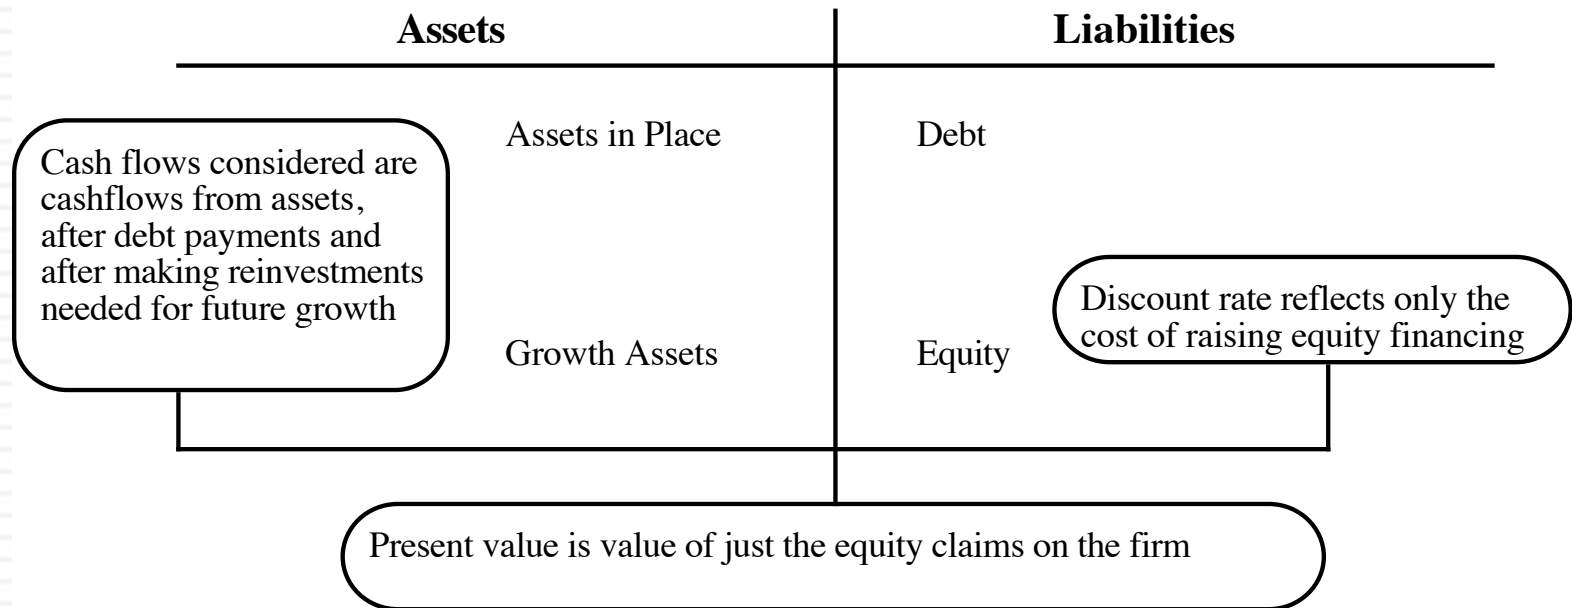 Assets
Liabilities
Assets in Place
Debt
Cash flows considered are
cashflows from assets,
after debt payments and
after making reinvestments
needed for future growth
Growth Assets
Equity
Discount rate reflects only the
cost of raising equity financing
Present value is value of just the equity claims on the firm